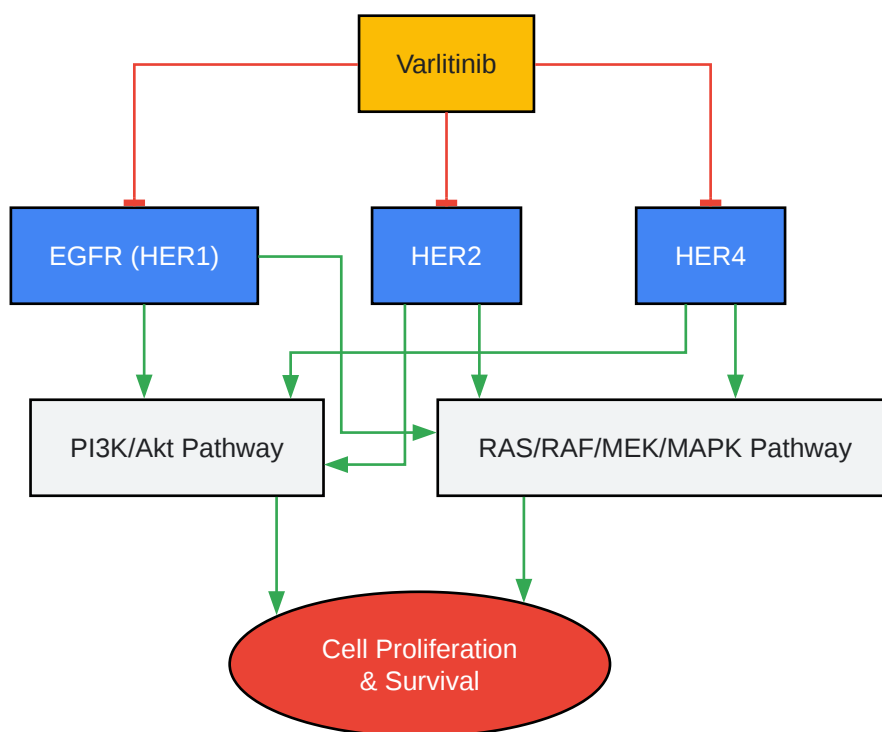 Varlitinib
EGFR (HER1)
HER2
HER4
PI3K/Akt Pathway
RAS/RAF/MEK/MAPK Pathway
Cell Proliferation
& Survival